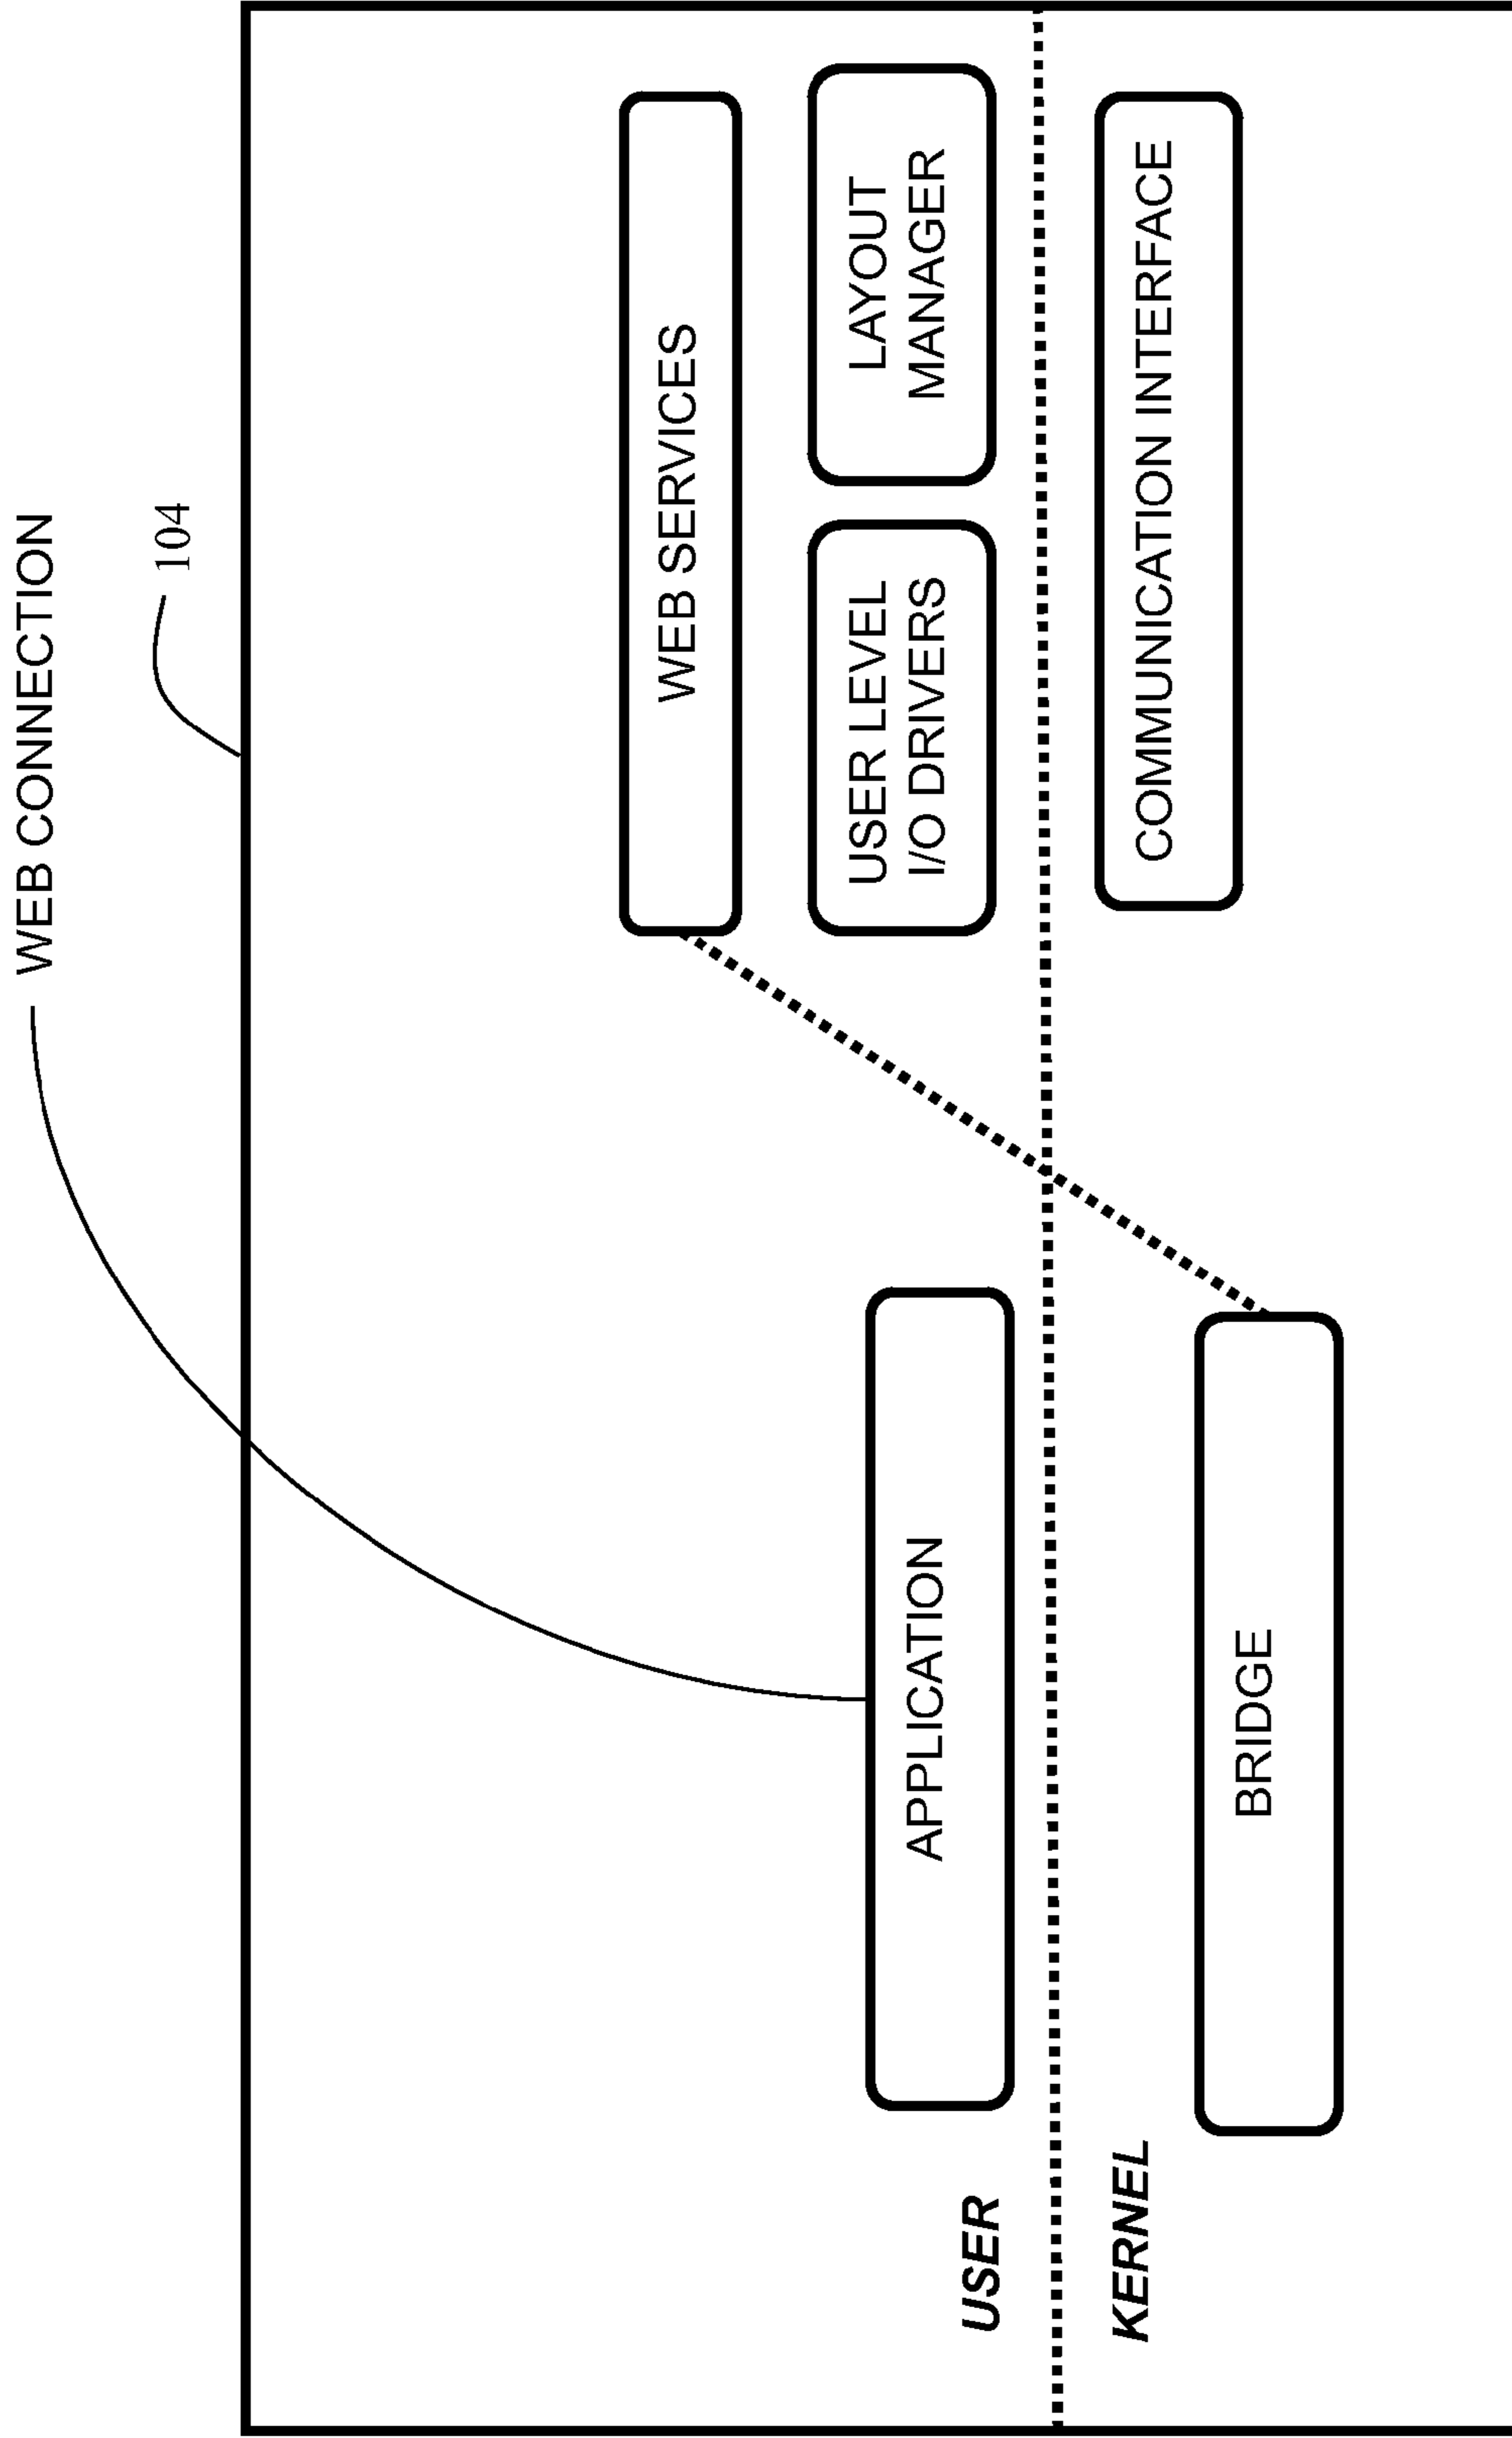 WEB CONNECTION
104
WEB SERVICES
USER LEVEL
I/O DRIVERS
LAYOUT
MANAGER
APPLICATION
USER
KERNEL
COMMUNICATION INTERFACE
BRIDGE